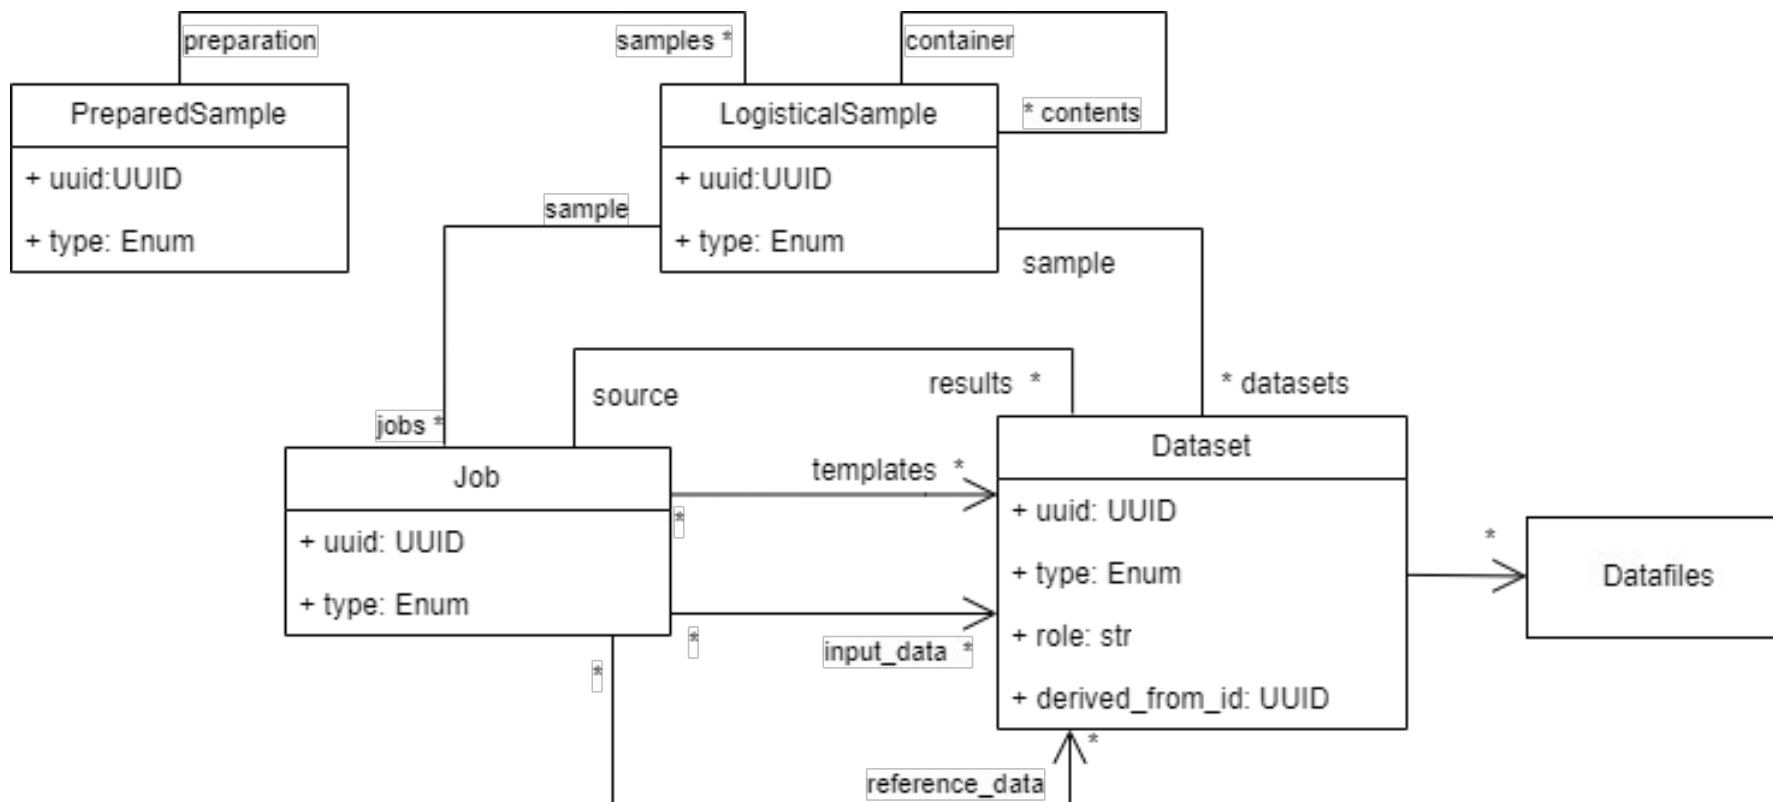 preparation
samples *
container
PreparedSample
LogisticalSample
* contents
+ uuid:UUID
+ type: Enum
+ uuid:UUID
+ type: Enum
sample
sample
source
results *
* datasets
jobs *
Job
templates *
Dataset
+ uuid: UUID
+ type: Enum
*
*
input_data *
*
+ uuid: UUID
+ type: Enum
+ role: str
+ derived_from_id: UUID
*
Datafiles
*
reference_data